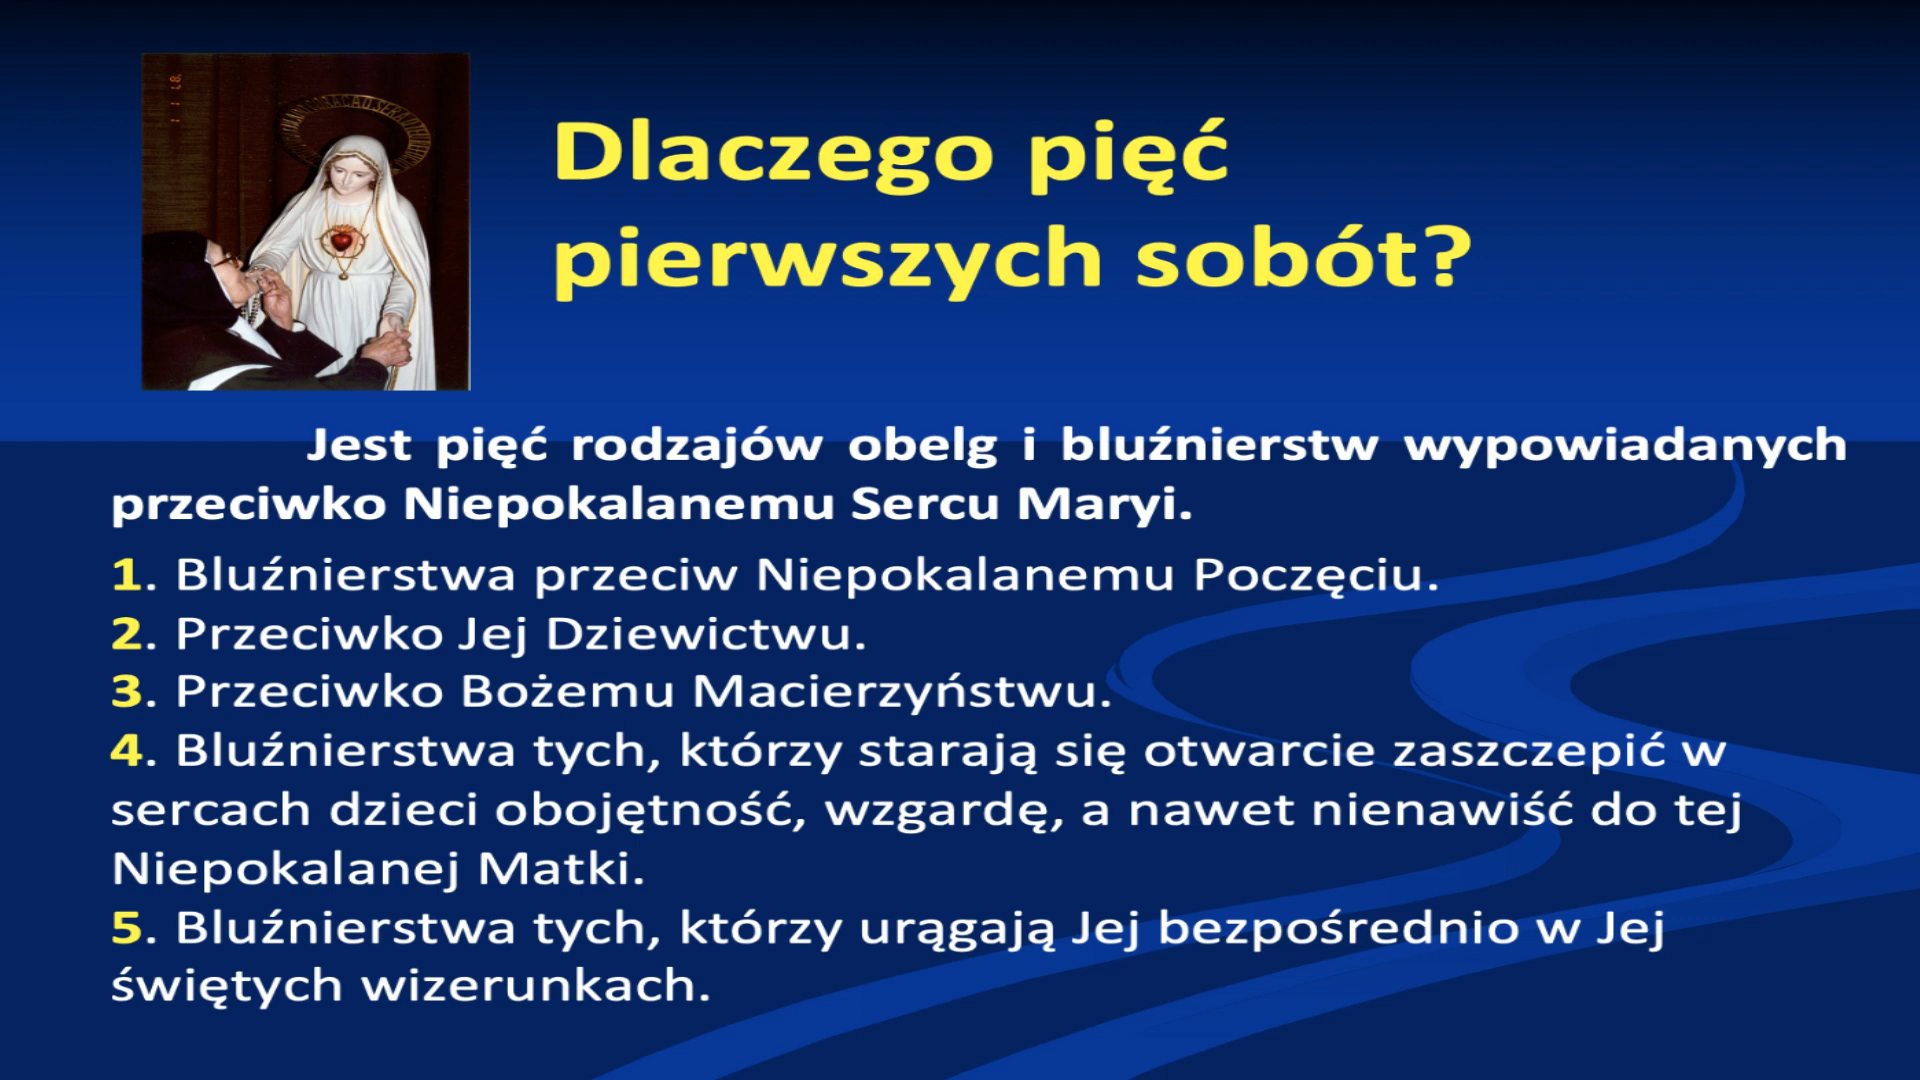 Dlaczego pięć
pierwszych sobót?
Jest pięć rodzajów obelg i bluźnierstw wypowiadanych
przeciwko Niepokalanemu Sercu Maryi.
1. Bluźnierstwa przeciw Niepokalanemu Poczęciu.
2. Przeciwko Jej Dziewictwu.
3. Przeciwko Bożemu Macierzyństwu.
4. Bluźnierstwa tych, którzy starają się otwarcie zaszczepić w
sercach dzieci obojętność, wzgardę, a nawet nienawiść do tej
Niepokalanej Matki.
5. Bluźnierstwa tych, którzy urągają Jej bezpośrednio w Jej
świętych wizerunkach.